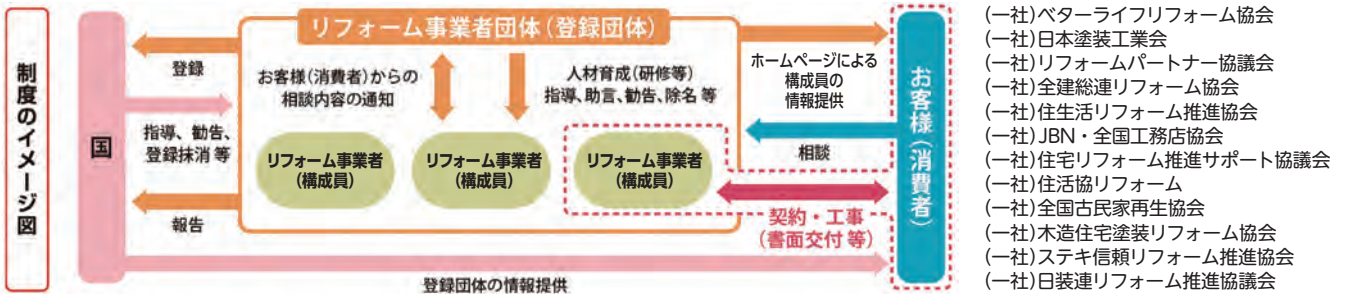 制度のイメージ図
国
登録
指導、勧告、
登録抹消 等
報告
リフォーム事業者団体（登録団体）
お客様（消費者）からの
相談内容の通知
人材育成（研修等）
指導、助言、勧告、除名 等
リフォーム事業者
（構成員）
リフォーム事業者
（構成員）
リフォーム事業者
（構成員）
ホームページによる
構成員の
情報提供
相談
契約・工事
（書面交付 等）
登録団体の情報提供
お客様（消費者）
(一社)ベターライフリフォーム協会
(一社)日本塗装工業会
(一社)リフォームパートナー協議会
(一社)全建総連リフォーム協会
(一社)住生活リフォーム推進協会
(一社)JBN・全国工務店協会
(一社)住宅リフォーム推進サポート協議会
(一社)住活協リフォーム
(一社)全国古民家再生協会
(一社)木造住宅塗装リフォーム協会
(一社)ステキ信頼リフォーム推進協会
(一社)日装連リフォーム推進協議会